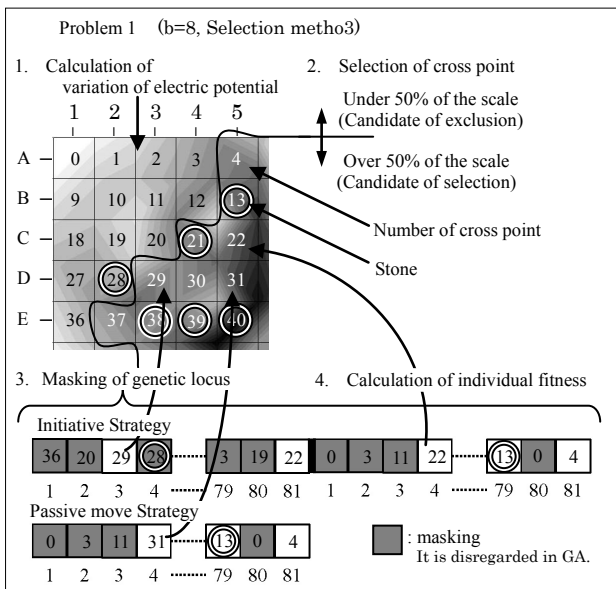 Problem 1 (b=8, Selection metho3)
1. Calculation of
variation of electric potential
2. Selection of cross point
1 2 3 4 5
Under 50% of the scale
(Candidate of exclusion)
Over 50% of the scale
(Candidate of selection)
A 0 1 2 3 4
B 9 10 11 12 13
C 18 19 20 21 22
D 27 28 29 30 31
E 36 37 38 39 40
Number of cross point
Stone
3. Masking of genetic locus
4. Calculation of individual fitness
Initiative Strategy
36 20 29 28 3 19 22 0 3 11 22 13 0 4
1 2 3 4 ······· 79 80 81 1 2 3 4 ······· 79 80 81
Passive move Strategy
0 3 11 31 13 0 4
1 2 3 4 ······· 79 80 81
: masking
It is disregarded in GA.